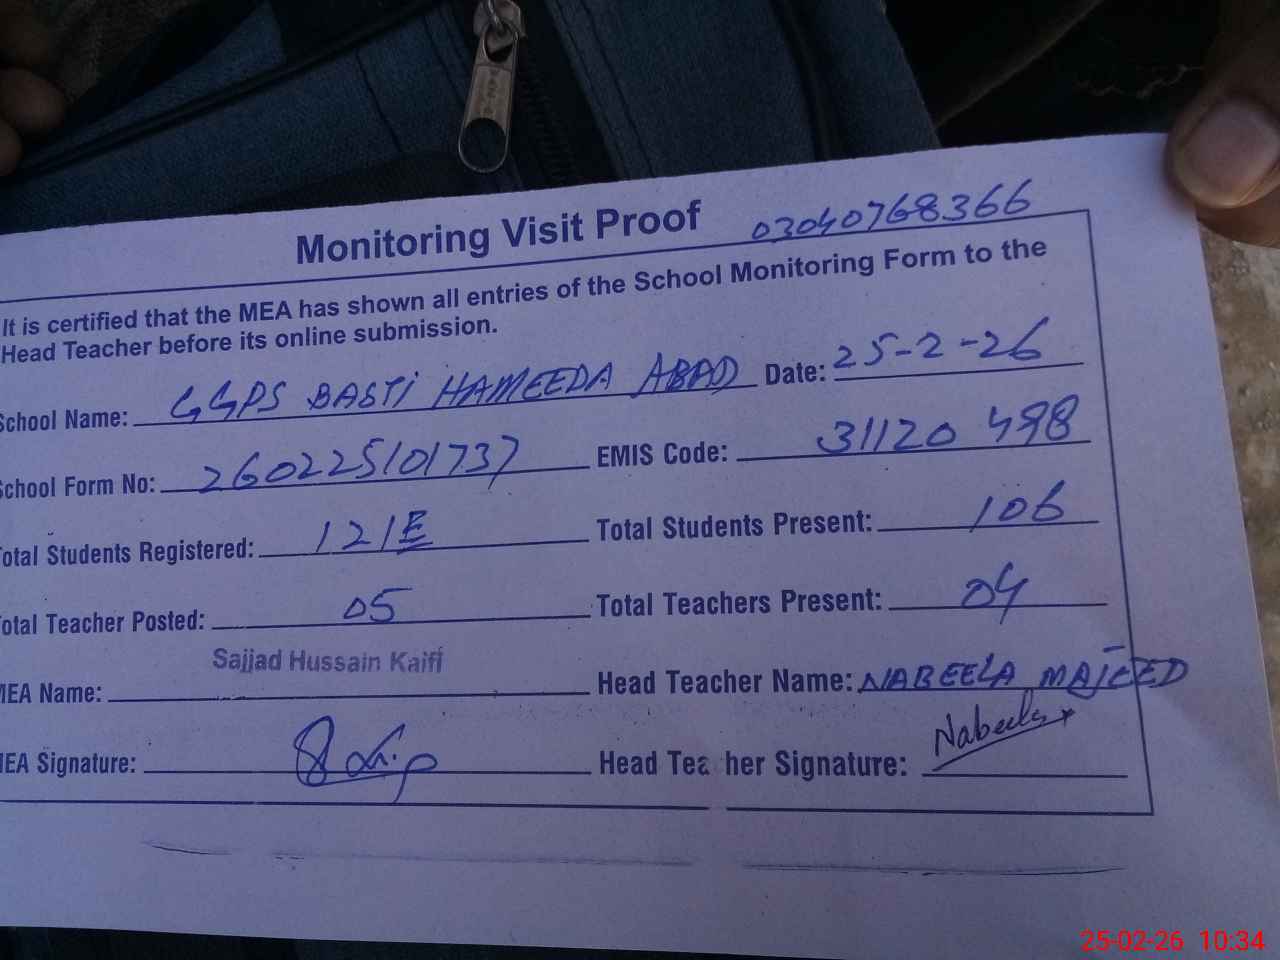 Monitoring Visit Proof 03040768366
It is certified that the MEA has shown all entries of the School Monitoring Form to the
Head Teacher before its online submission.
School Name: GGPS BASTI HAMEEDA ABAD Date: 25-2-26
School Form No: 260225101737 EMIS Code: 31120498
Total Students Registered: 121E Total Students Present: 106
Total Teacher Posted: 05 Total Teachers Present: 04
MEA Name: Sajjad Hussain Kaifi Head Teacher Name: NABEELA MAJEED
MEA Signature: Head Teacher Signature: Nabeela
25-02-26 10:34